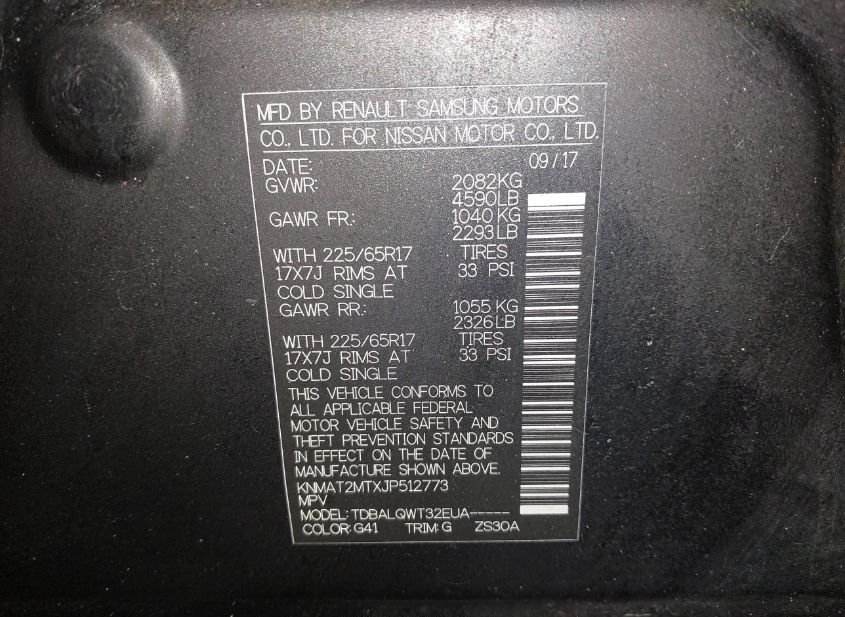 MFD BY RENAULT SAMSUNG MOTORS
CO., LTD. FOR NISSAN MOTOR CO., LTD.
DATE: 09/17
GVWR: 2082KG
4590LB
GAWR FR: 1040 KG
2293LB
WITH 225/65R17 TIRES
17X7J RIMS AT 33 PSI
COLD SINGLE
GAWR RR: 1055 KG
2326LB
WITH 225/65R17 TIRES
17X7J RIMS AT 33 PSI
COLD SINGLE
THIS VEHICLE CONFORMS TO
ALL APPLICABLE FEDERAL
MOTOR VEHICLE SAFETY AND
THEFT PREVENTION STANDARDS
IN EFFECT ON THE DATE OF
MANUFACTURE SHOWN ABOVE.
KNMAT2MTXJP512773
MPV
MODEL: TDBALQWT32EUA-----
COLOR: G41 TRIM: G ZS30A